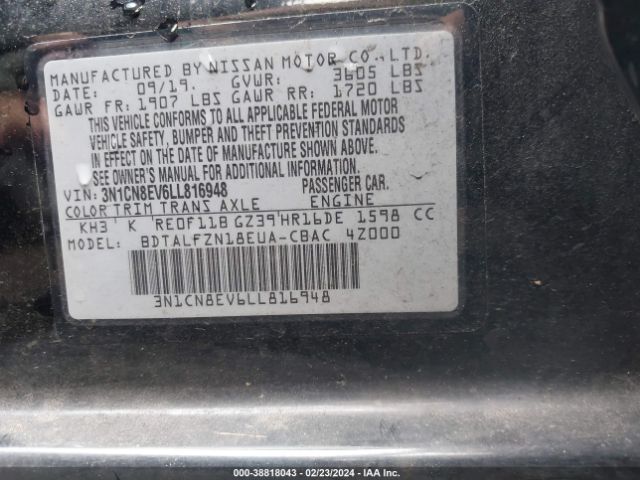 MANUFACTURED BY NISSAN MOTOR CO., LTD.
DATE: 09/19. GVWR: 3605 LBS
GAWR FR: 1907 LBS GAWR RR: 1720 LBS
THIS VEHICLE CONFORMS TO ALL APPLICABLE FEDERAL MOTOR
VEHICLE SAFETY, BUMPER AND THEFT PREVENTION STANDARDS
IN EFFECT ON THE DATE OF MANUFACTURE SHOWN ABOVE.
SEE OWNER'S MANUAL FOR ADDITIONAL INFORMATION.
VIN: 3N1CN8EV6LL816948 PASSENGER CAR.
COLOR TRIM TRANS AXLE ENGINE
KH3 K RE0F11B GZ39 HR16DE 1598 CC
MODEL: BDTALFZN18EUA-CBAC 4Z000
3N1CN8EV6LL816948
000-38818043 - 02/23/2024 - IAA Inc.